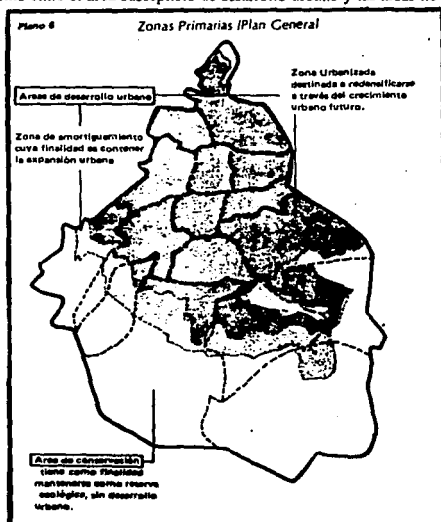 Plano 6
Zonas Primarias /Plan General
Areas de desarrollo urbano
Zona de amortiguamiento
cuya finalidad es contener
la expansión urbana
Zona Urbanizada
destinada a redensificarse
a través del crecimiento
urbano futuro.
Area de conservación
tiene como finalidad
mantenerse como reserva
ecológica, sin desarrollo
urbano.